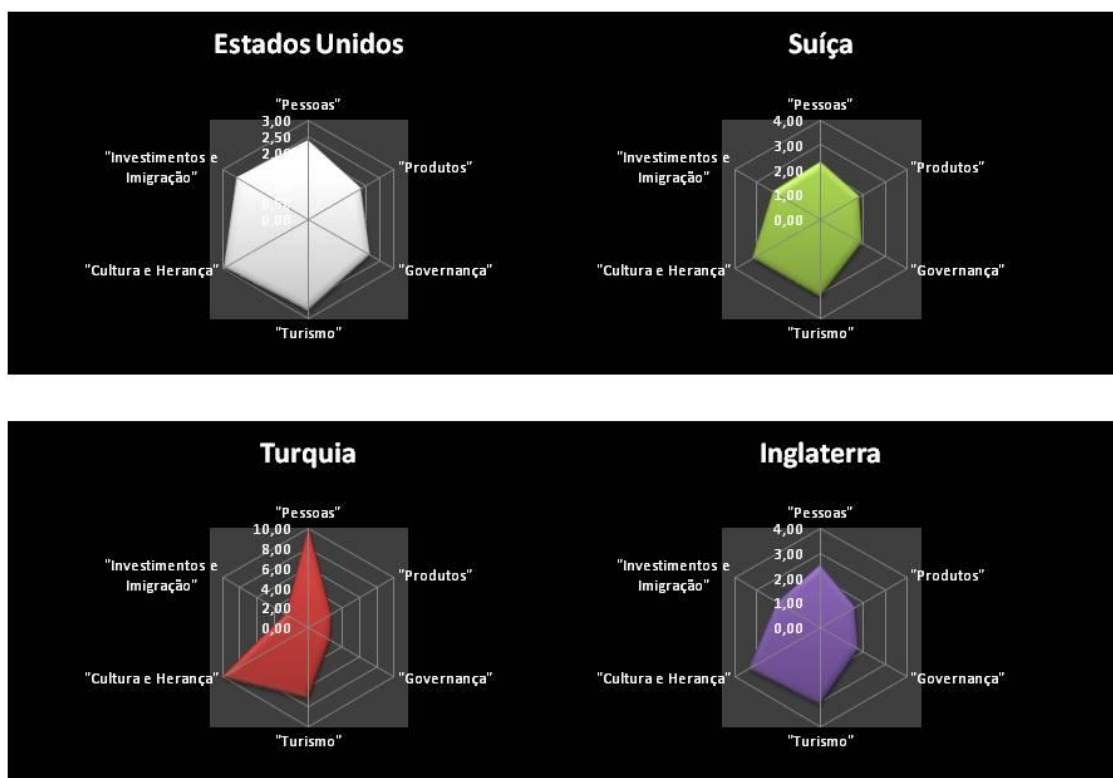 Estados Unidos
"Pessoas"
3,00
2,50
2,00
0,00
"Investimentos e
Imigração"
"Produtos"
"Cultura e Herança"
"Governança"
"Turismo"
Suíça
"Pessoas"
4,00
3,00
2,00
1,00
0,00
"Investimentos e
Imigração"
"Produtos"
"Cultura e Herança"
"Governança"
"Turismo"
Turquia
"Pessoas"
10,00
8,00
6,00
4,00
2,00
0,00
"Investimentos e
Imigração"
"Produtos"
"Cultura e Herança"
"Governança"
"Turismo"
Inglaterra
"Pessoas"
4,00
3,00
2,00
1,00
0,00
"Investimentos e
Imigração"
"Produtos"
"Cultura e Herança"
"Governança"
"Turismo"